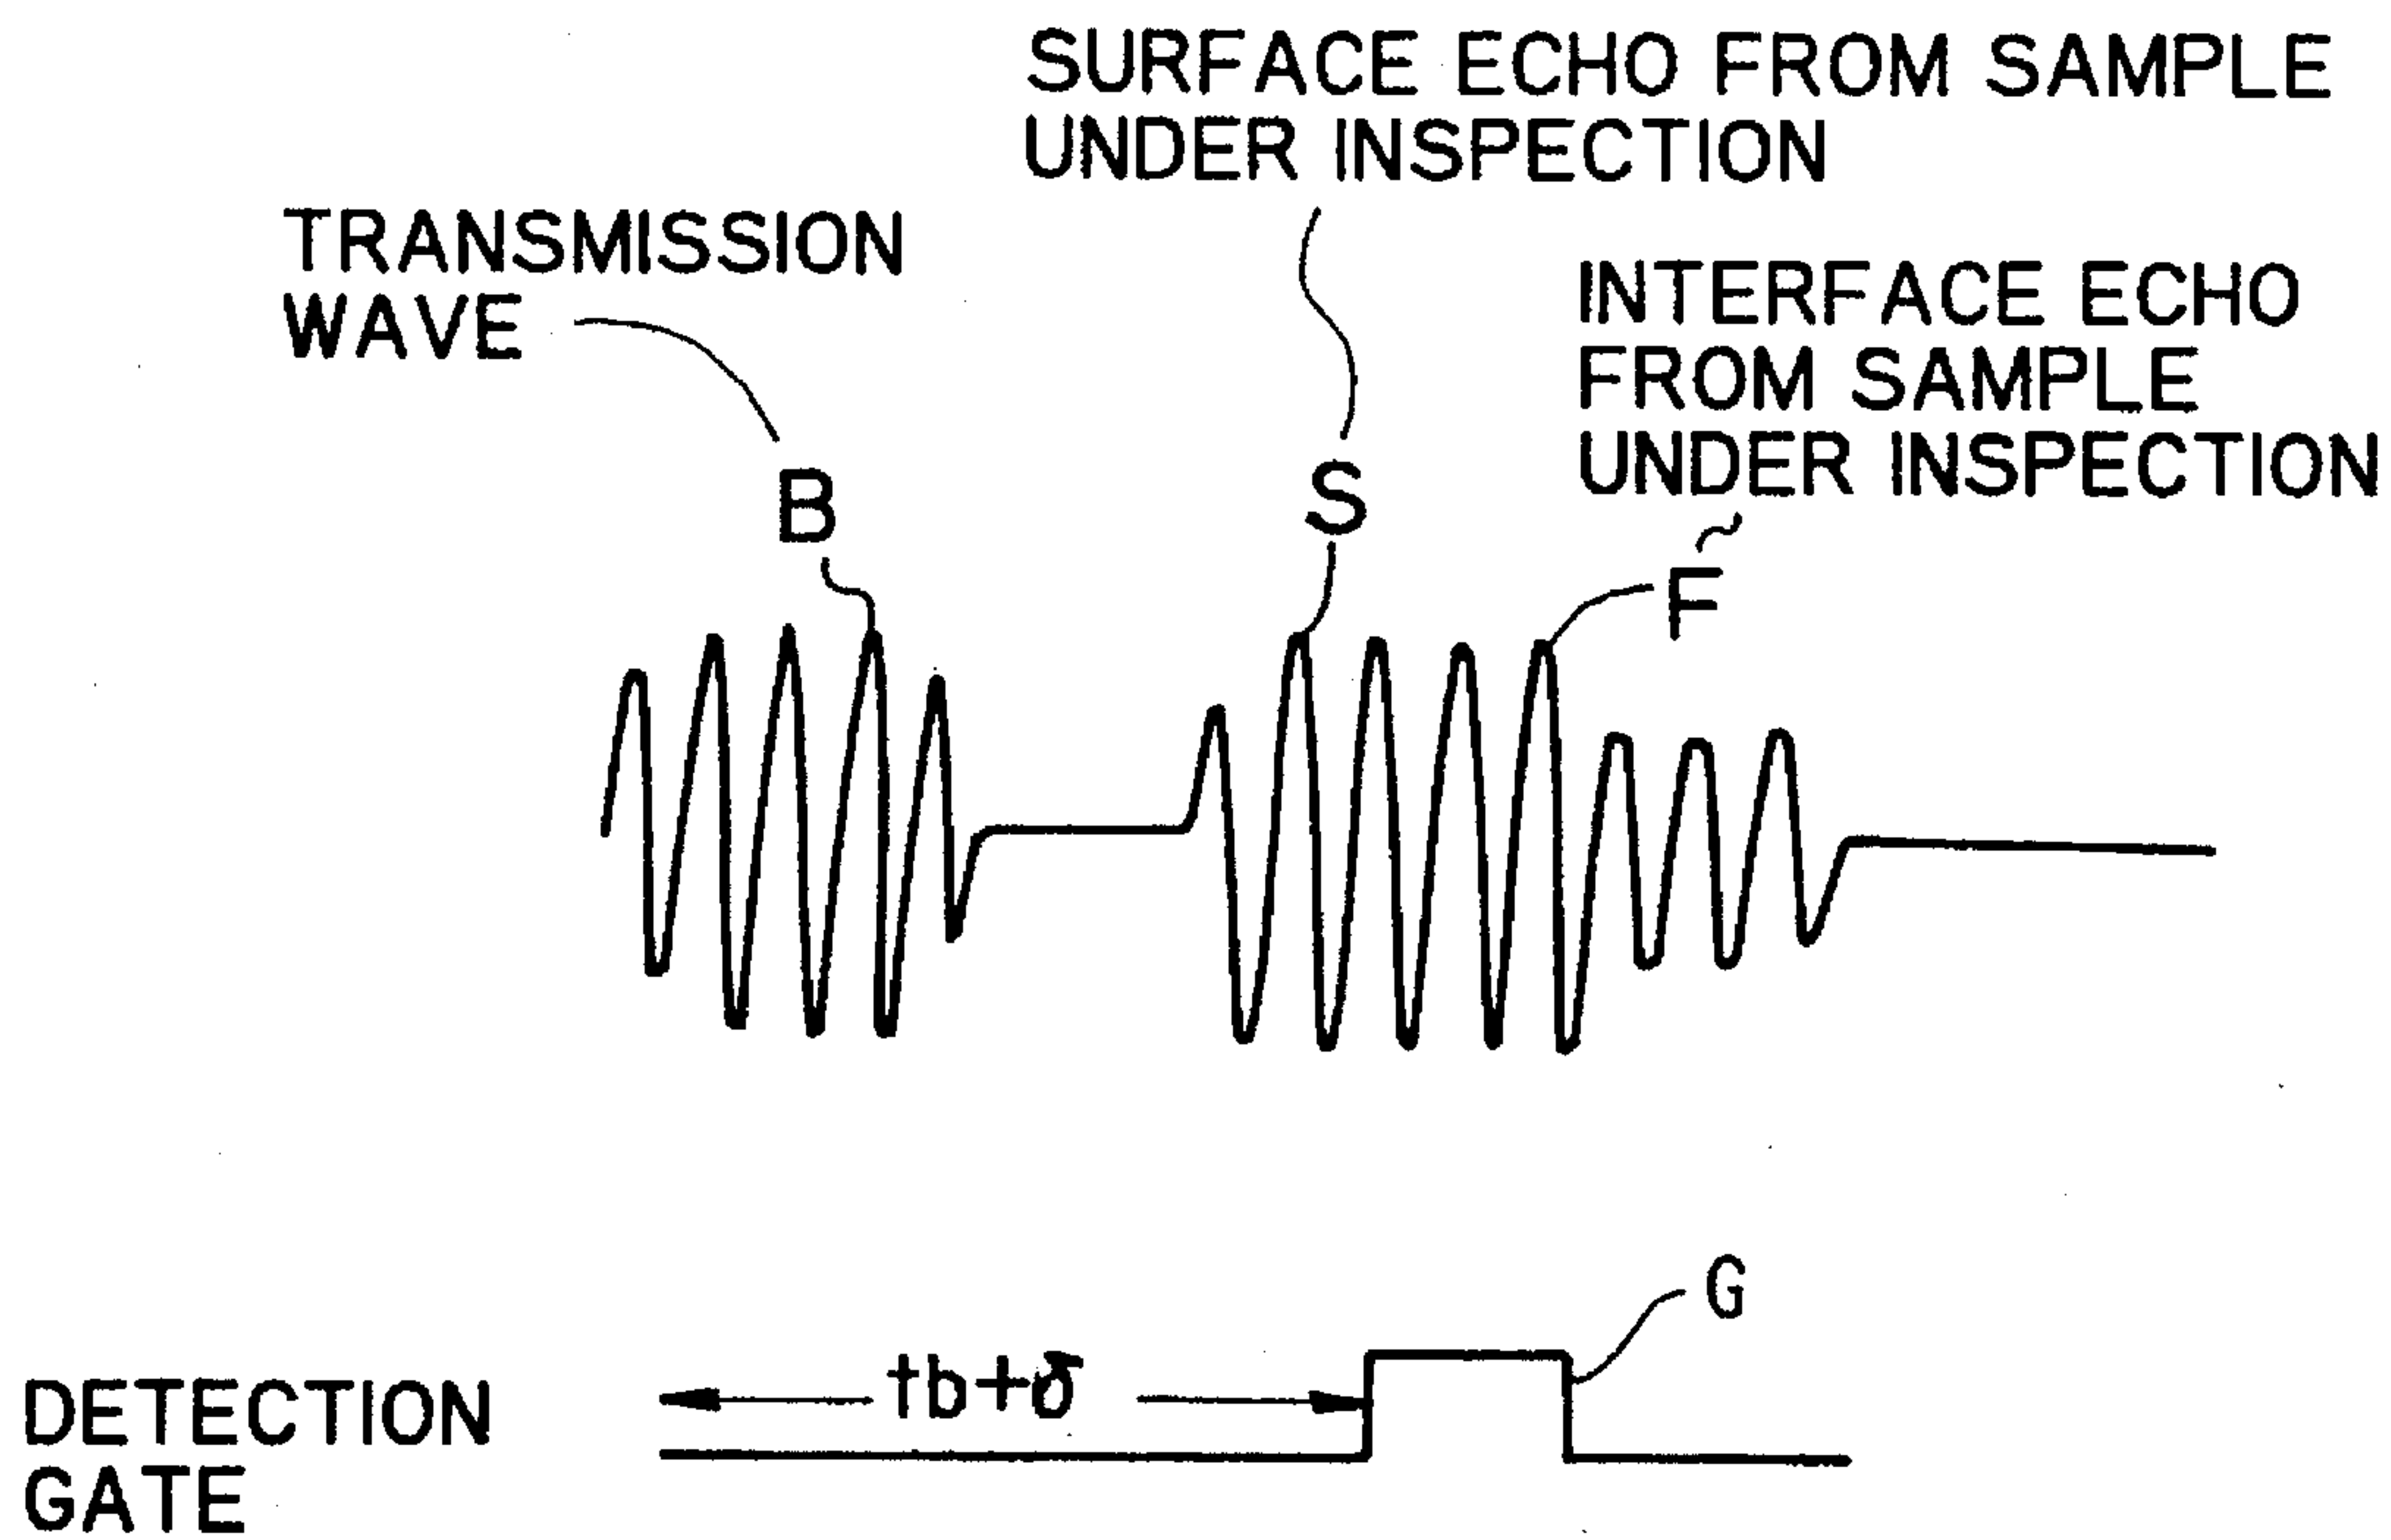 SURFACE ECHO FROM SAMPLE
UNDER INSPECTION
TRANSMISSION
WAVE
INTERFACE ECHO
FROM SAMPLE
UNDER INSPECTION
B
S
F
G
tb+δ
DETECTION
GATE